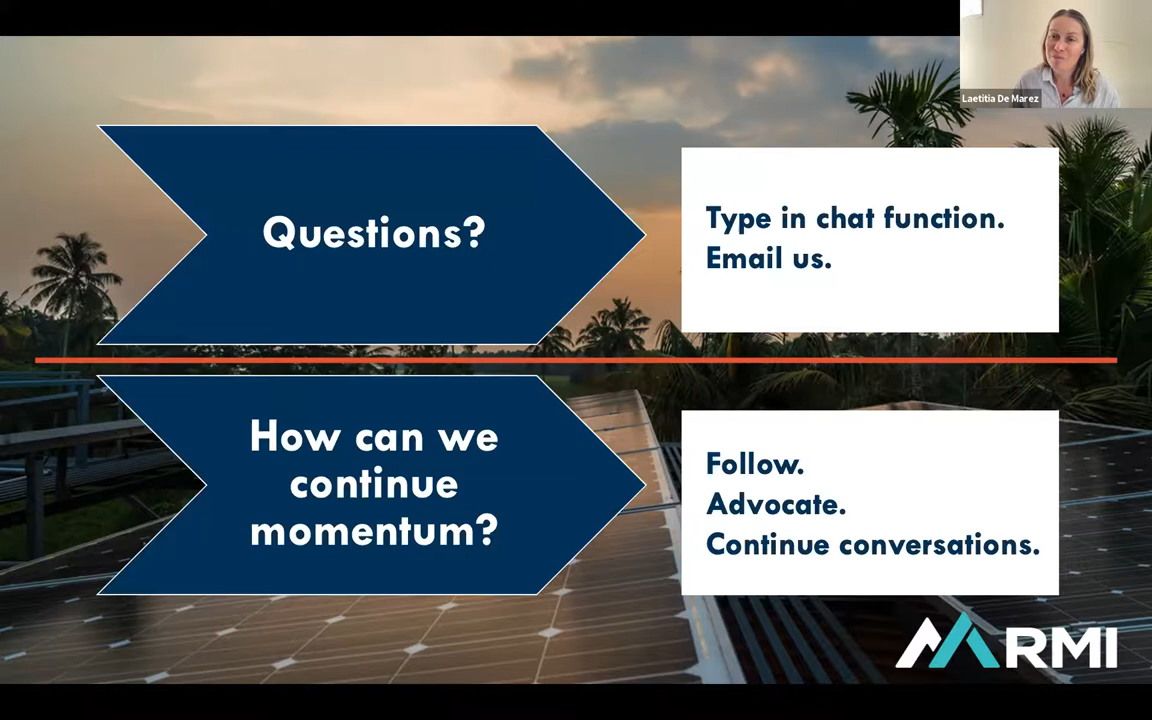 Laetitia De Marez
Questions?
Type in chat function.
Email us.
How can we
continue
momentum?
Follow.
Advocate.
Continue conversations.
RMI